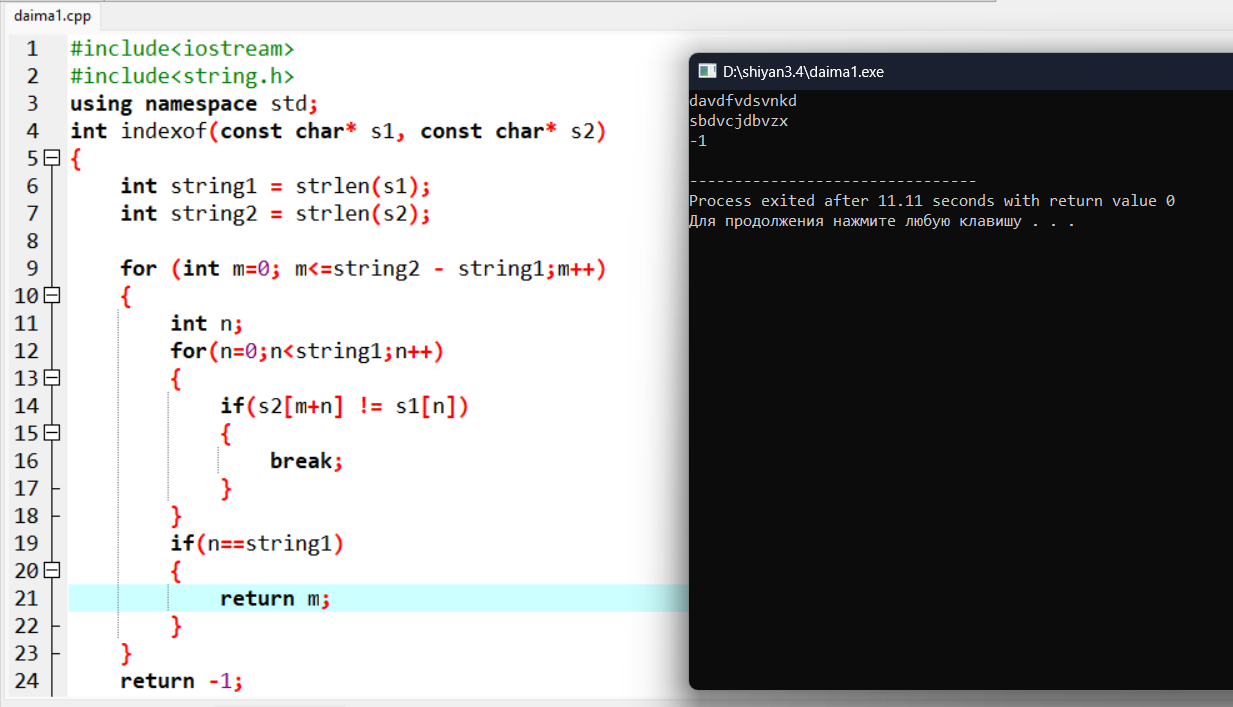 daima1.cpp
1 #include<iostream>
2 #include<string.h>
3 using namespace std;
4 int indexof(const char* s1, const char* s2)
5 {
6 int string1 = strlen(s1);
7 int string2 = strlen(s2);
8
9 for (int m=0; m<=string2 - string1;m++)
10 {
11 int n;
12 for(n=0;n<string1;n++)
13 {
14 if(s2[m+n] != s1[n])
15 {
16 break;
17 }
18 }
19 if(n==string1)
20 {
21 return m;
22 }
23 }
24 return -1;
D:\shiyan3.4\daima1.exe
davdfvdsvnkd
sbdvcjdbvzx
-1
--------------------------------
Process exited after 11.11 seconds with return value 0
Для продолжения нажмите любую клавишу . . .